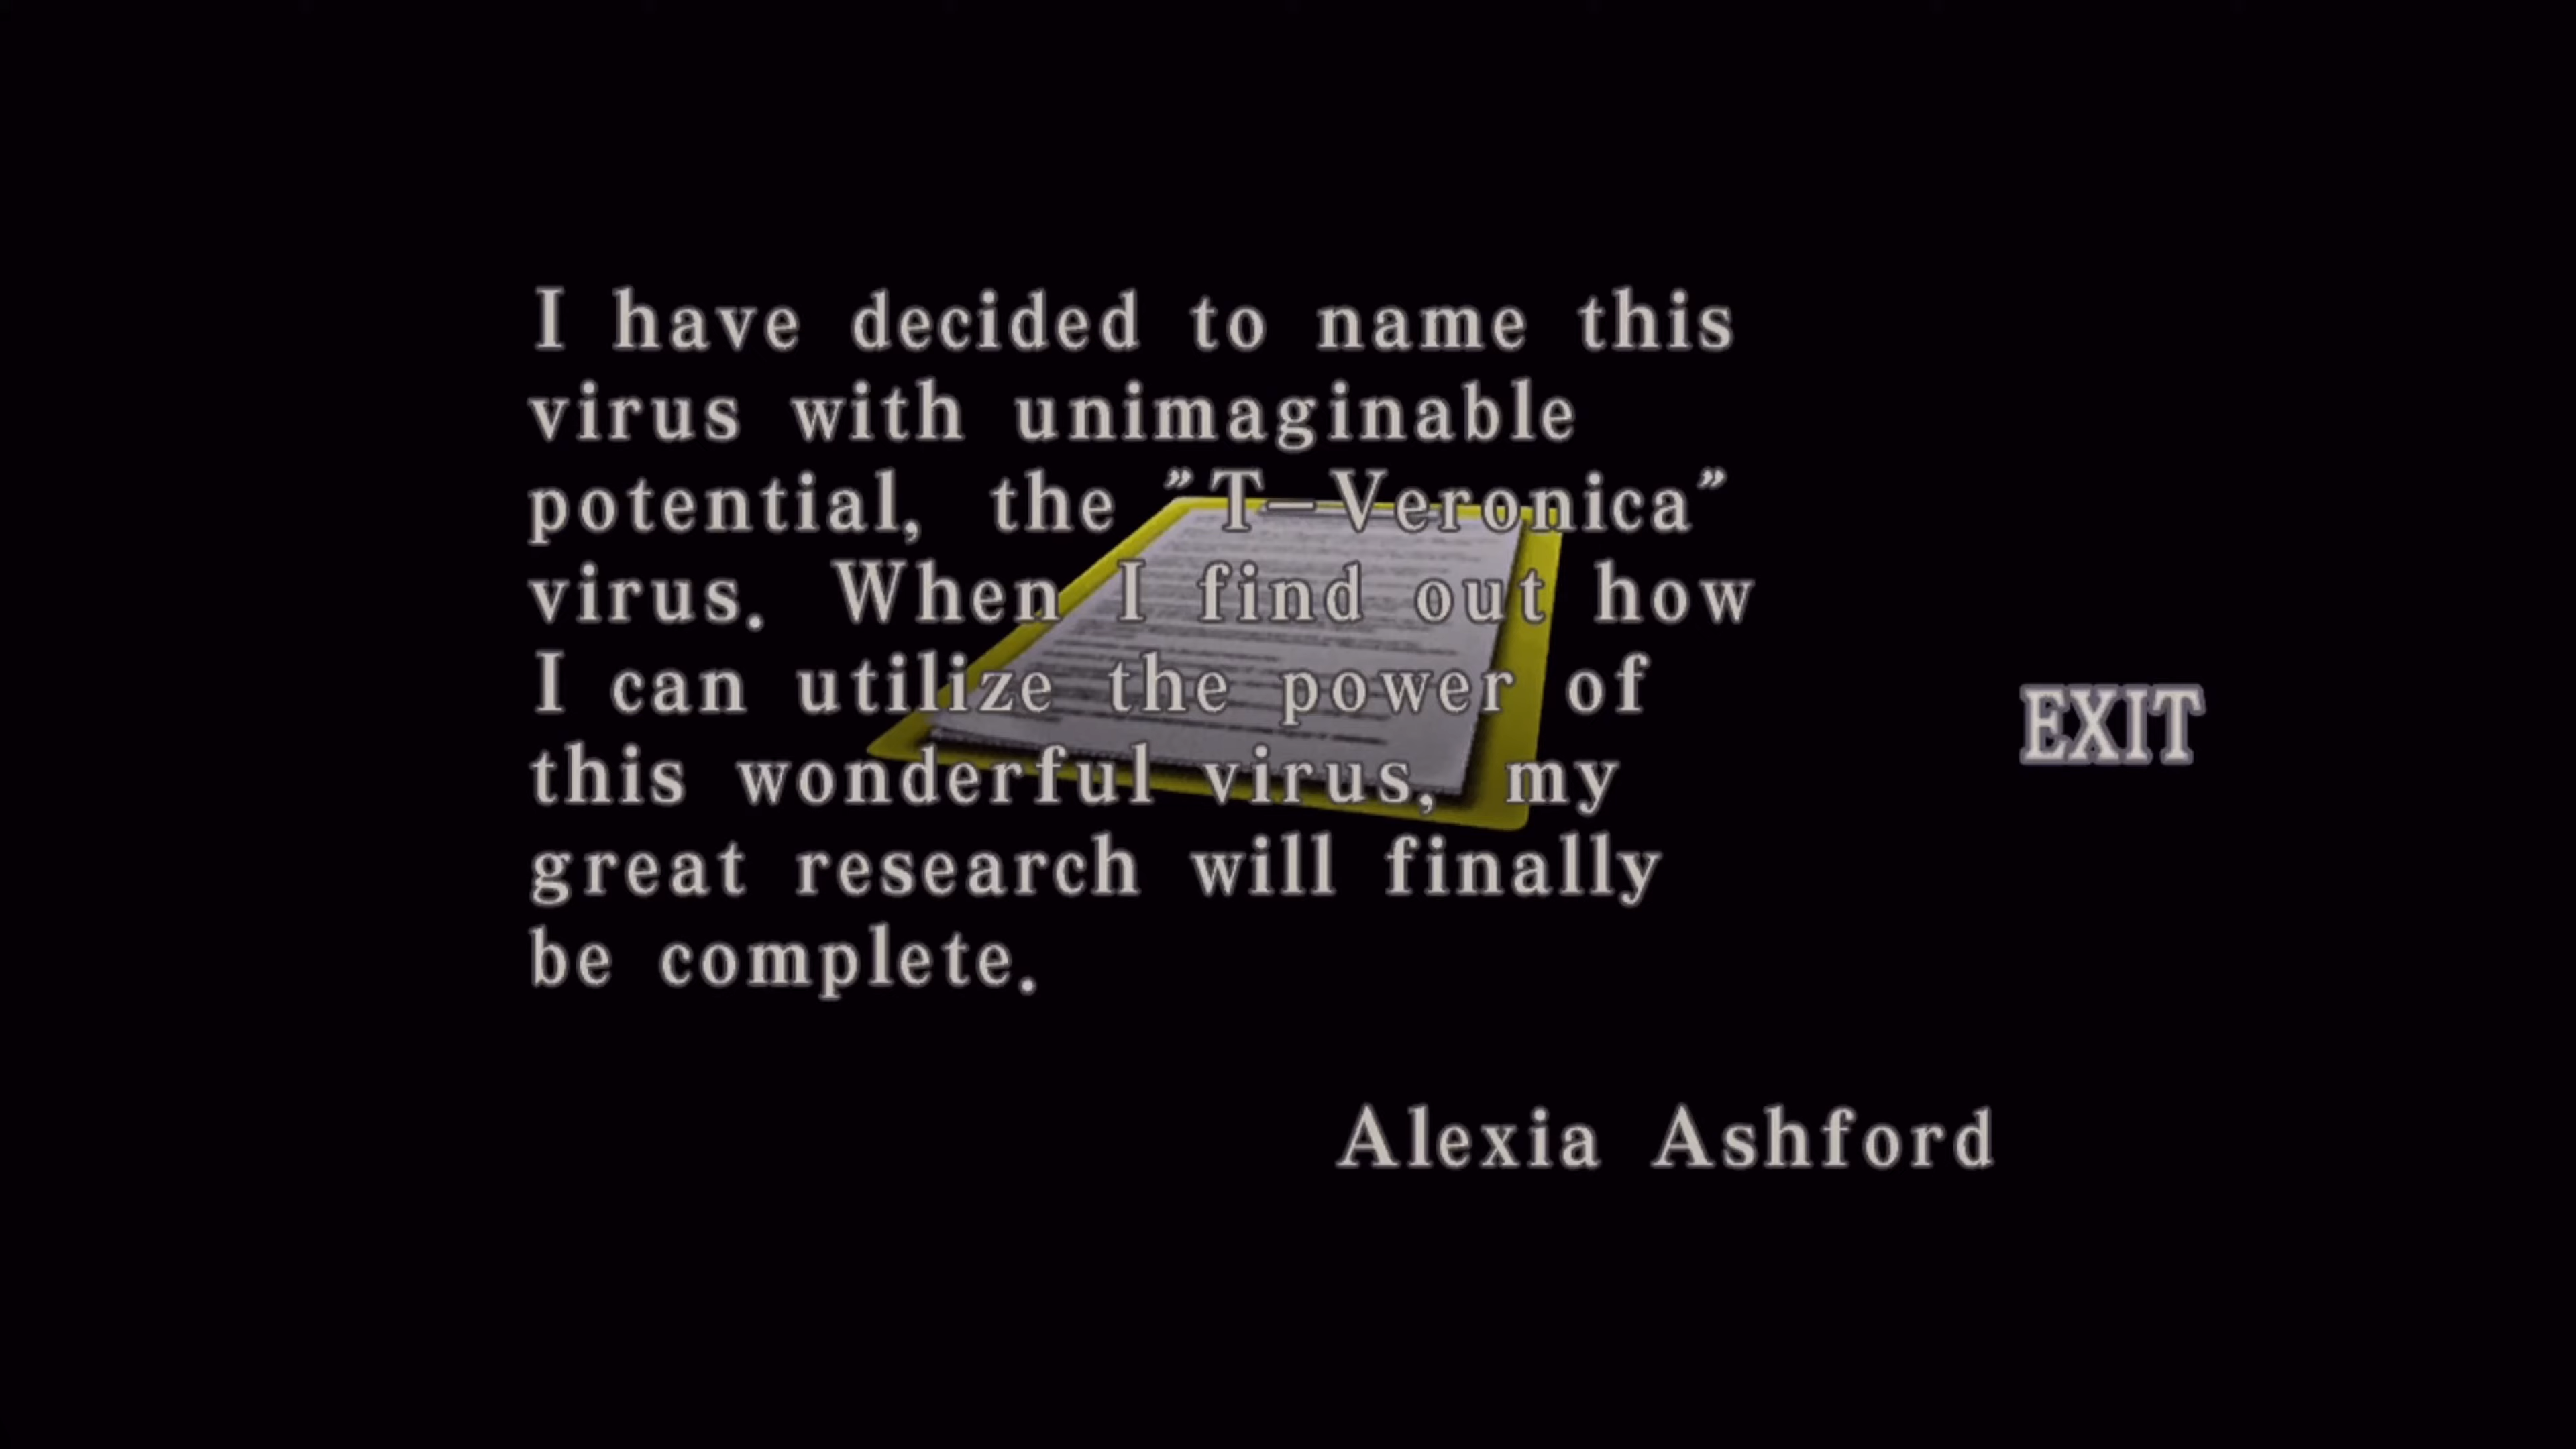 I have decided to name this
virus with unimaginable
potential, the "T-Veronica"
virus. When I find out how
I can utilize the power of
this wonderful virus, my
great research will finally
be complete.
EXIT
Alexia Ashford